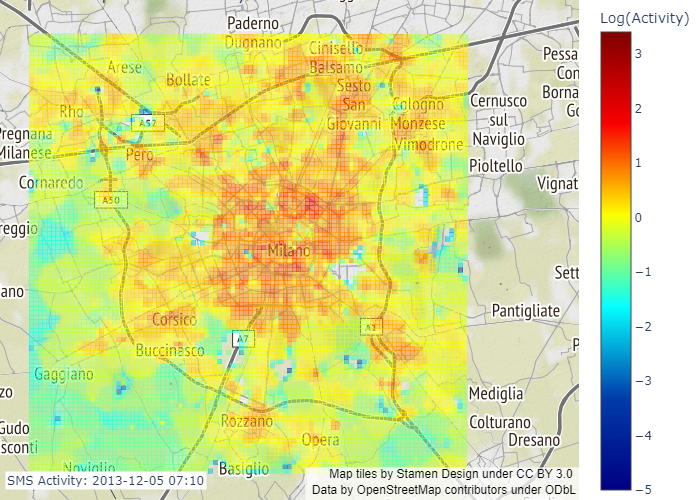 Paderno
Dugnano
Log(Activity)
Cinisello
Balsamo
Arese
Bollate
Sesto
San
Giovanni
Rho
A52
Cologno
Monzese
Vimodrone
Cernusco
sul
Naviglio
Pessa
Con
Borna
Go
Pregnana
Milanese
Pero
Pioltello
Cornaredo
A50
Vignat
reggio
Milano
Sett
ano
Pantigliate
Corsico
A7
A1
P
Buccinasco
Gaggiano
zo
Mediglia
Rozzano
Colturano
Dresano
Gudo
sconti
Opera
Noviglio
Basiglio
SMS Activity: 2013-12-05 07:10
Map tiles by Stamen Design under CC BY 3.0
Data by OpenStreetMap contributors under ODbL
3
2
1
0
−1
−2
−3
−4
−5